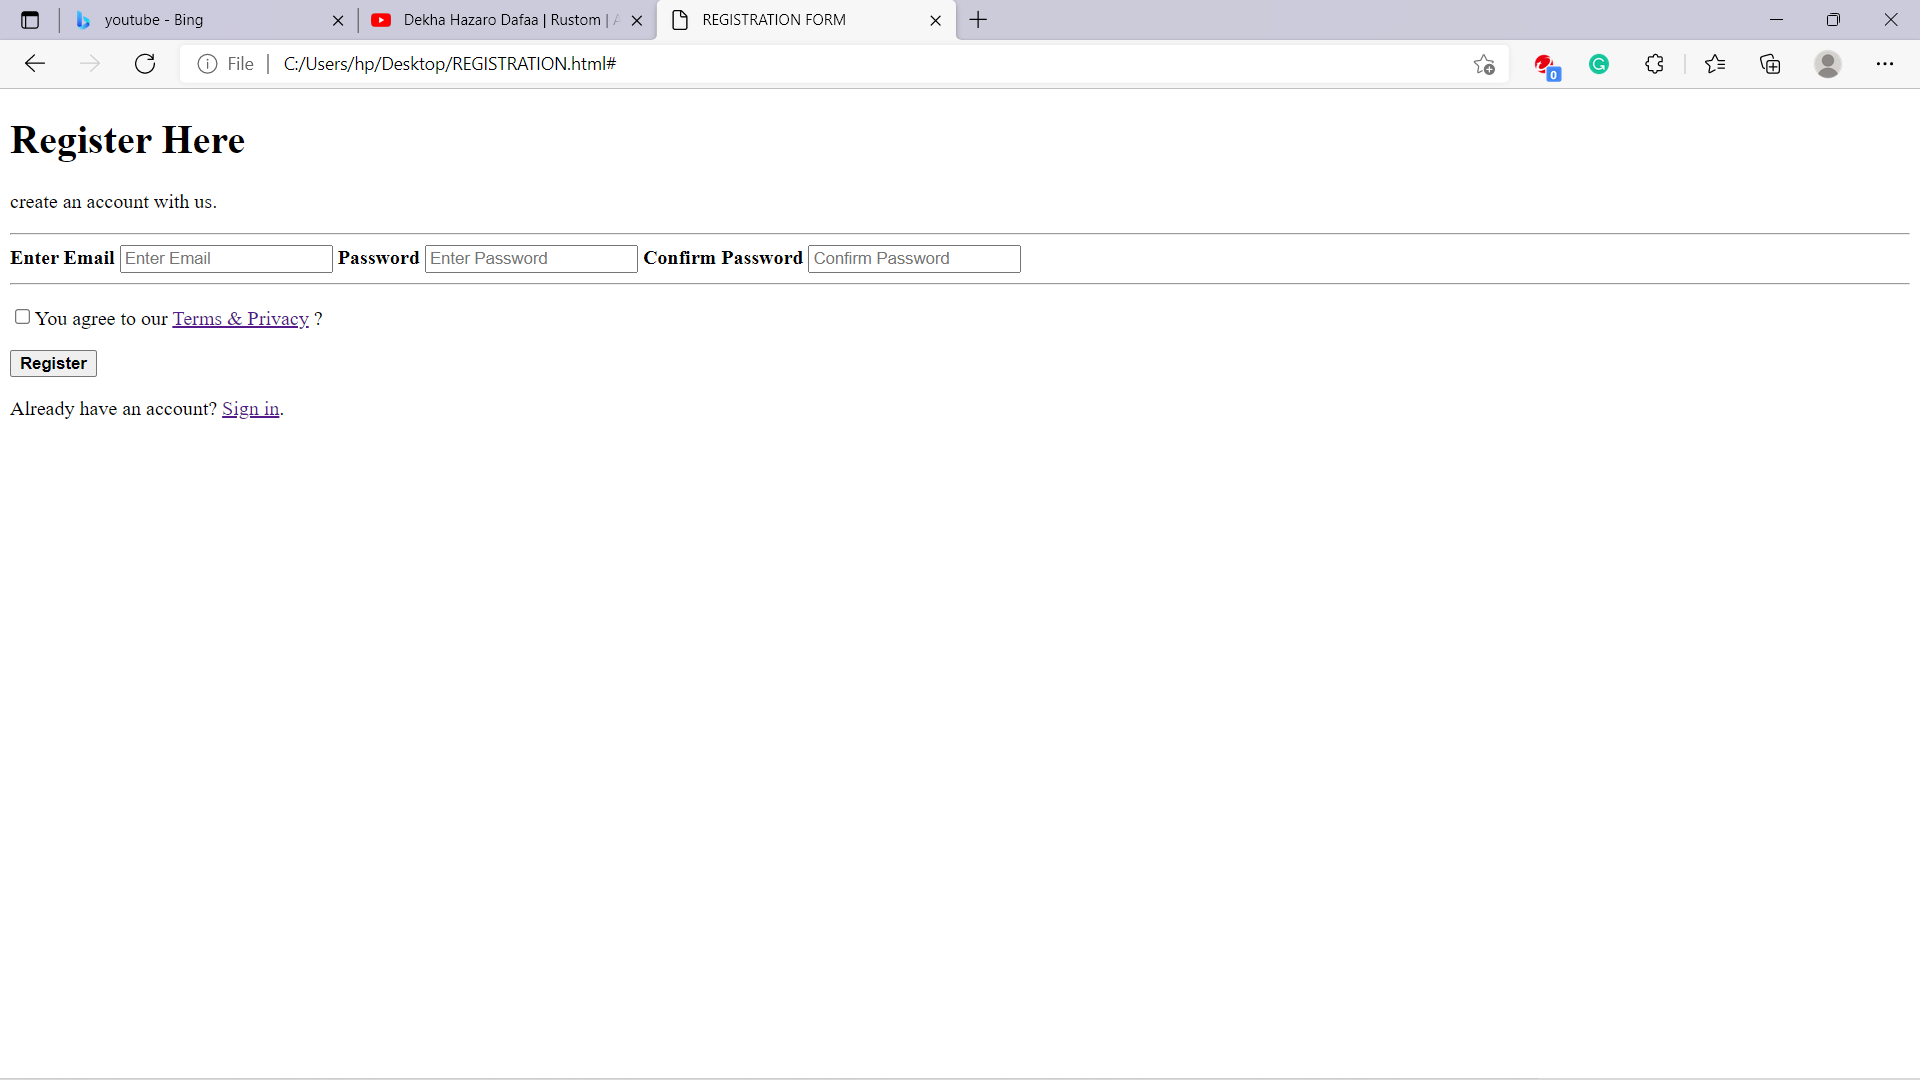 youtube - Bing
Dekha Hazaro Dafaa | Rustom |
REGISTRATION FORM
File
C:/Users/hp/Desktop/REGISTRATION.html#
0
G
Register Here
create an account with us.
Enter Email Enter Email Password Enter Password Confirm Password Confirm Password
You agree to our Terms & Privacy ?
Register
Already have an account? Sign in.